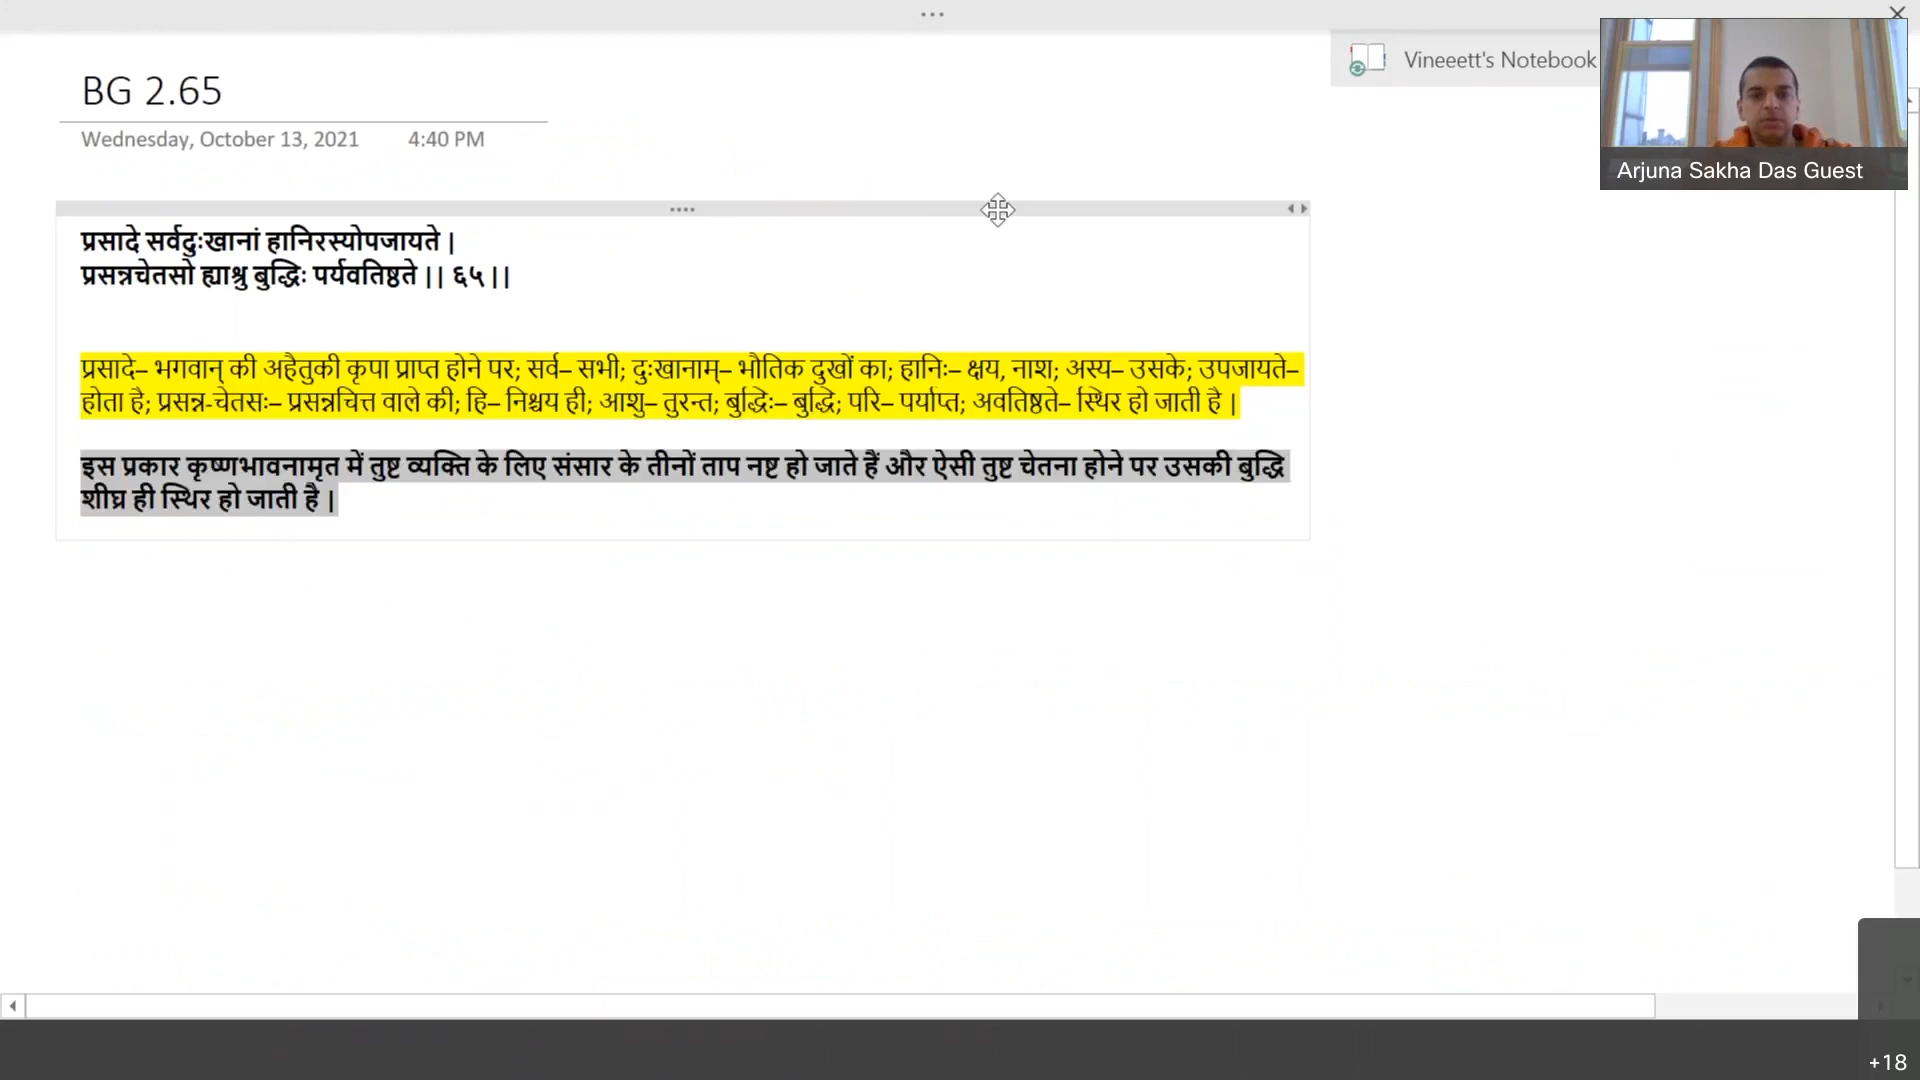 BG 2.65
Wednesday, October 13, 2021 4:40 PM
Vineeett's Notebook
Arjuna Sakha Das Guest
प्रसादे सर्वदुःखानां हानिरस्योपजायते |
प्रसन्नचेतसो ह्याश्रु बुद्धिः पर्यवतिष्ठते || ६५ ||
प्रसादे– भगवान् की अहैतुकी कृपा प्राप्त होने पर; सर्व– सभी; दुःखानाम्– भौतिक दुखों का; हानिः– क्षय, नाश; अस्य– उसके; उपजायते–
होता है; प्रसन्न-चेतसः– प्रसन्नचित्त वाले की; हि– निश्चय ही; आशु– तुरन्त; बुद्धिः– बुद्धि; परि– पर्याप्त; अवतिष्ठते– स्थिर हो जाती है |
इस प्रकार कृष्णभावनामृत में तुष्ट व्यक्ति के लिए संसार के तीनों ताप नष्ट हो जाते हैं और ऐसी तुष्ट चेतना होने पर उसकी बुद्धि
शीघ्र ही स्थिर हो जाती है |
+18